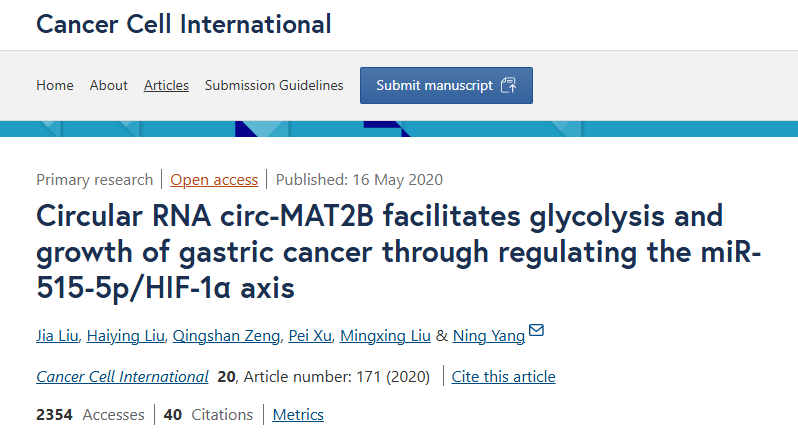 Cancer Cell International
Home About Articles Submission Guidelines Submit manuscript
Primary research Open access Published: 16 May 2020
Circular RNA circ-MAT2B facilitates glycolysis and
growth of gastric cancer through regulating the miR-
515-5p/HIF-1α axis
Jia Liu, Haiying Liu, Qingshan Zeng, Pei Xu, Mingxing Liu & Ning Yang
Cancer Cell International 20, Article number: 171 (2020) Cite this article
2354 Accesses 40 Citations Metrics